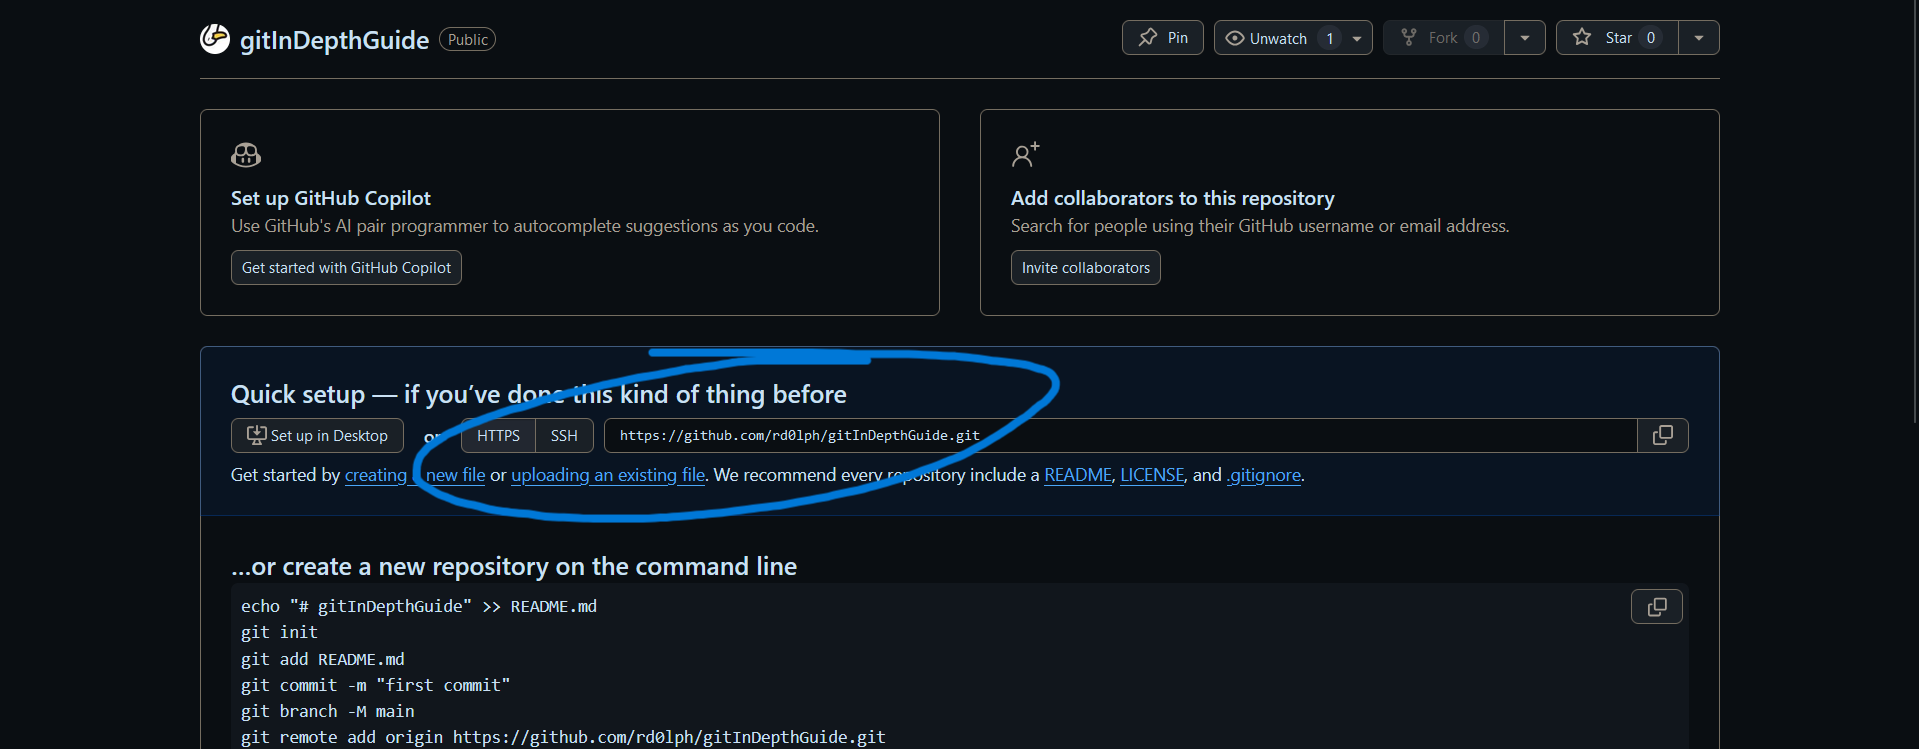 gitInDepthGuide Public
Pin Unwatch 1 Fork 0 Star 0
Set up GitHub Copilot
Use GitHub's AI pair programmer to autocomplete suggestions as you code.
Get started with GitHub Copilot
Add collaborators to this repository
Search for people using their GitHub username or email address.
Invite collaborators
Quick setup — if you’ve done this kind of thing before
Set up in Desktop or HTTPS SSH https://github.com/rd0lph/gitInDepthGuide.git
Get started by creating a new file or uploading an existing file. We recommend every repository include a README, LICENSE, and .gitignore.
…or create a new repository on the command line
echo "# gitInDepthGuide" >> README.md
git init
git add README.md
git commit -m "first commit"
git branch -M main
git remote add origin https://github.com/rd0lph/gitInDepthGuide.git